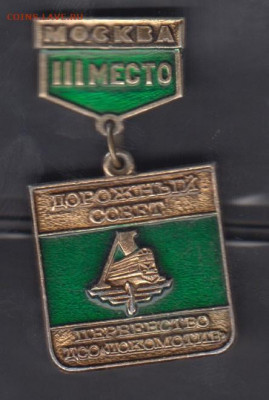 МОСКВА
III МЕСТО
ДОРОЖНЫЙ
СОВЕТ
ПЕРВЕНСТВО
ДСО ЛОКОМОТИВ